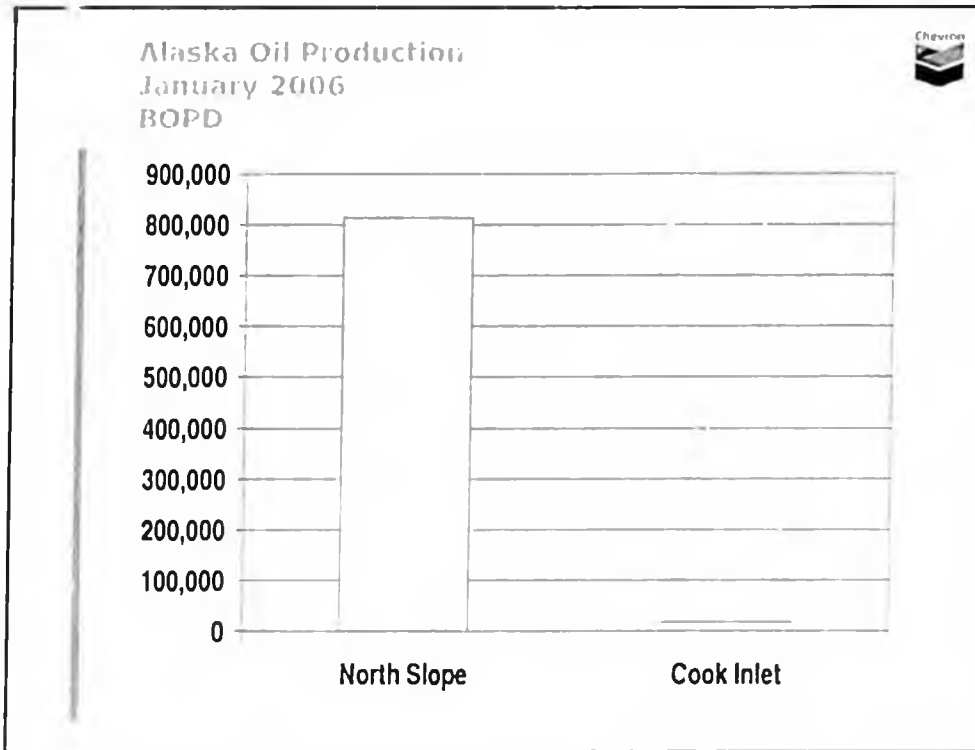 Alaska Oil Production
January 2006
BOPD
Chevron
900,000
800,000
700,000
600,000
500,000
400,000
300,000
200,000
100,000
0
North Slope
Cook Inlet